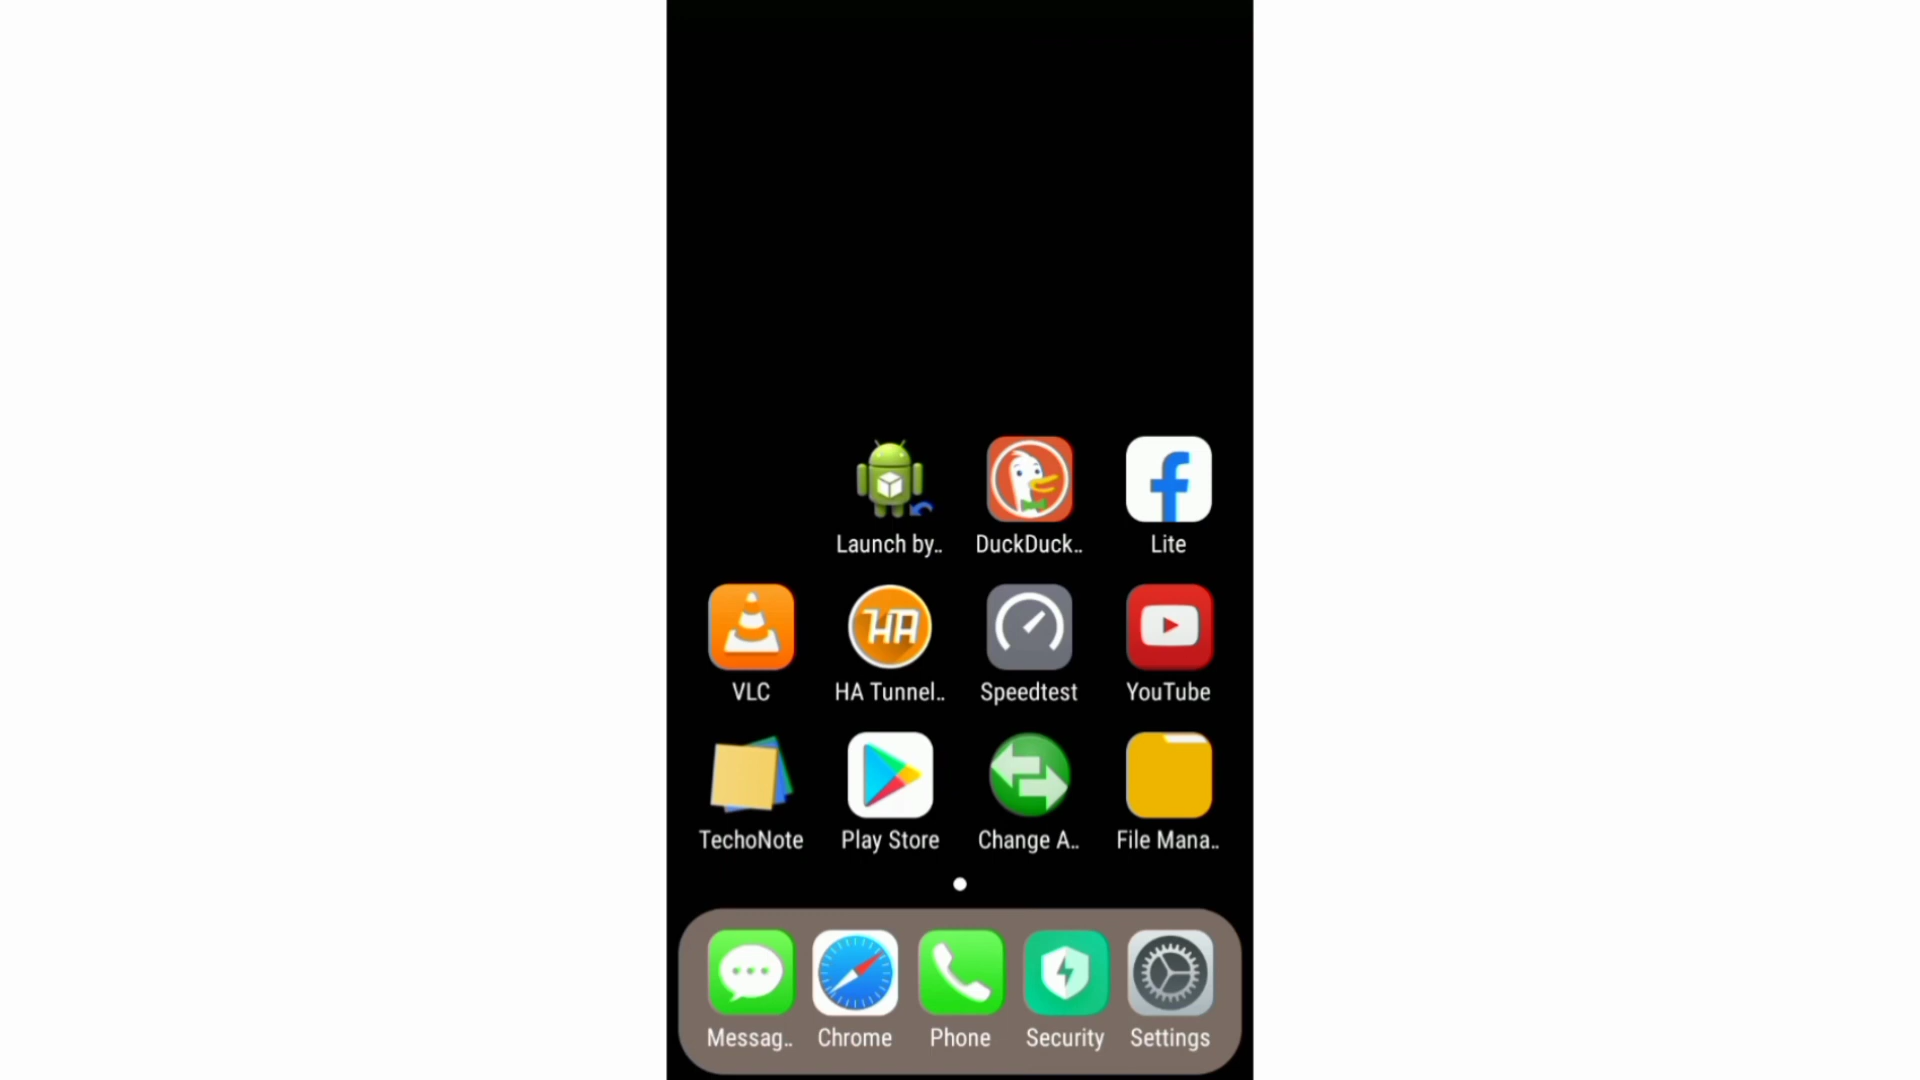 Launch by..
DuckDuck..
Lite
VLC
HA
HA Tunnel..
Speedtest
YouTube
TechoNote
Play Store
Change A..
File Mana..
Messag..
Chrome
Phone
Security
Settings